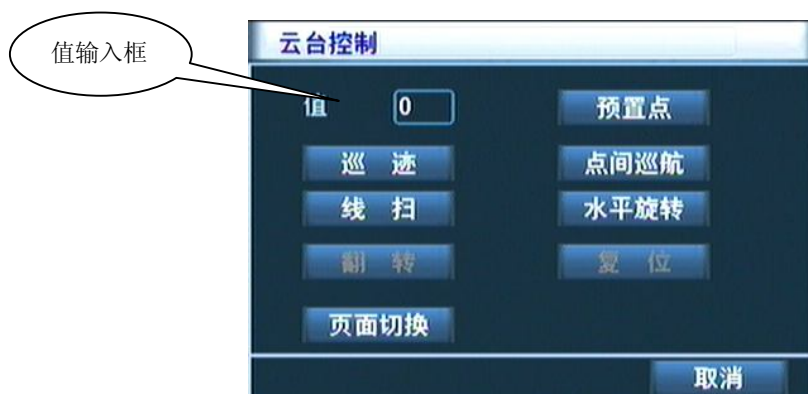 值输入框
云台控制
值 0 预置点
巡 迹 点间巡航
线 扫 水平旋转
翻 转 复 位
页面切换
取消